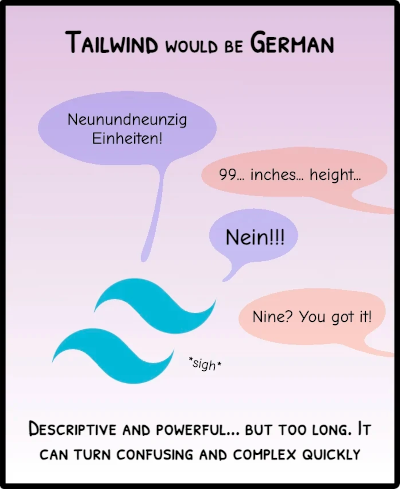 Tailwind would be German
Neunundneunzig
Einheiten!
99... inches... height...
Nein!!!
Nine? You got it!
*sigh*
Descriptive and powerful... but too long. It
can turn confusing and complex quickly